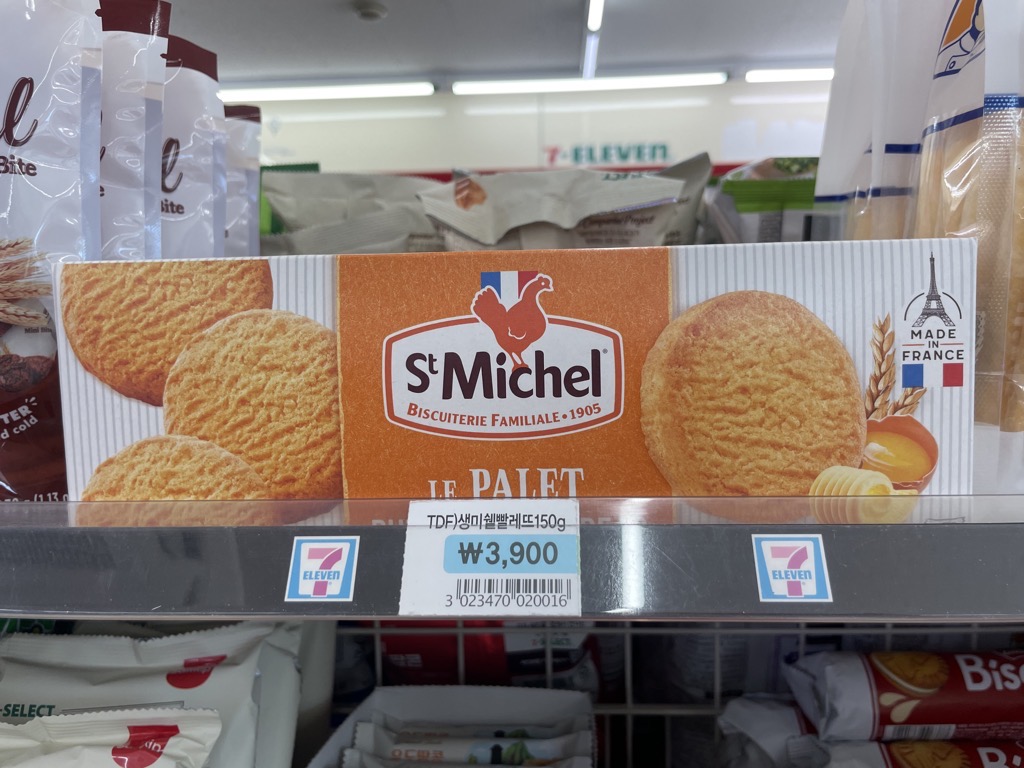 Bite
Bite
7-ELEVEN
St Michel
BISCUITERIE FAMILIALE • 1905
MADE
IN
FRANCE
LE PALET
TDF)생미쉘빨레뜨150g
₩3,900
3 023470 020016
7
ELEVEN
7
ELEVEN
-SELECT